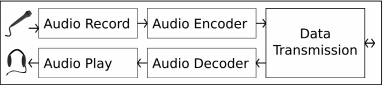 Audio Record
Audio Encoder
Data
Transmission
Audio Play
Audio Decoder